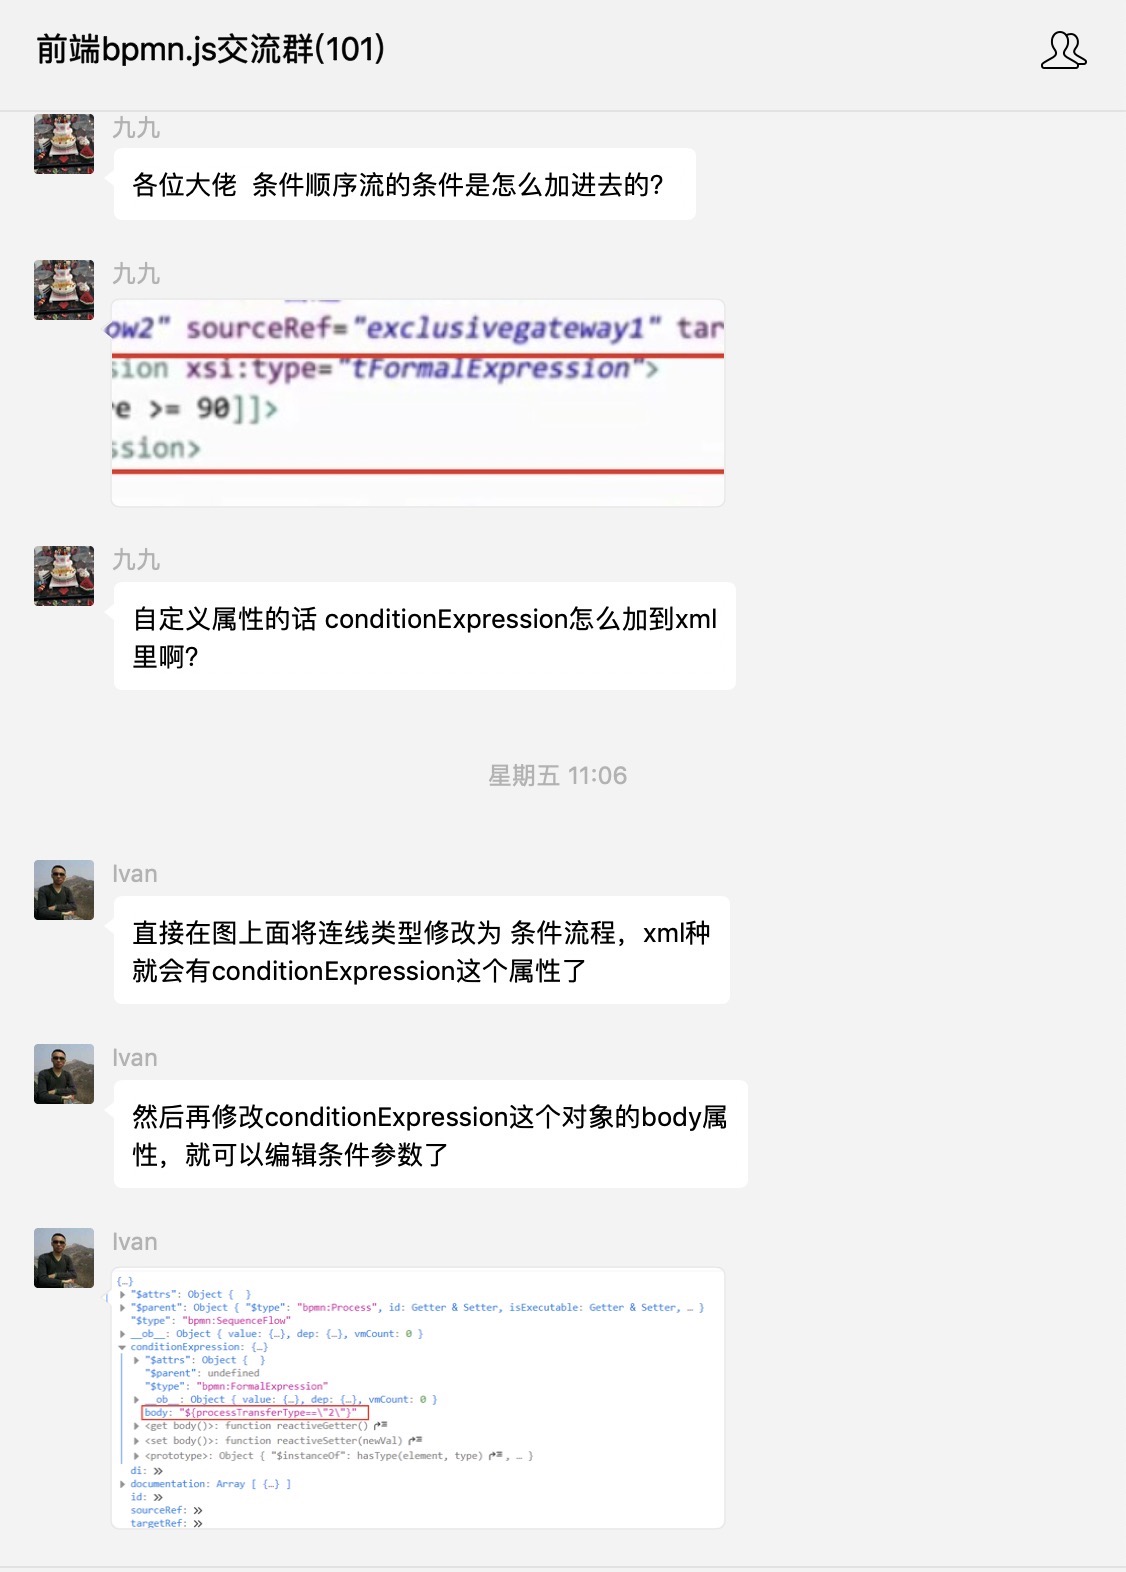 前端bpmn.js交流群(101)
九九
各位大佬 条件顺序流的条件是怎么加进去的?
九九
ow2" sourceRef="exclusivegateway1" tar
sion xsi:type="tFormalExpression">
e >= 90]]>
ssion>
九九
自定义属性的话 conditionExpression怎么加到xml
里啊?
星期五 11:06
Ivan
直接在图上面将连线类型修改为 条件流程，xml种
就会有conditionExpression这个属性了
Ivan
然后再修改conditionExpression这个对象的body属
性，就可以编辑条件参数了
Ivan
{…}
"$attrs": Object { }
"$parent": Object { "$type": "bpmn:Process", id: Getter & Setter, isExecutable: Getter & Setter, … }
"$type": "bpmn:SequenceFlow"
__ob__: Object { value: {…}, dep: {…}, vmCount: 0 }
conditionExpression: {…}
"$attrs": Object { }
"$parent": undefined
"$type": "bpmn:FormalExpression"
__ob__: Object { value: {…}, dep: {…}, vmCount: 0 }
body: "${processTransferType==\"2\"}"
<get body()>: function reactiveGetter()
<set body()>: function reactiveSetter(newVal)
<prototype>: Object { "$instanceOf": hasType(element, type) , … }
di: »
documentation: Array [ {…} ]
id: »
sourceRef: »
targetRef: »